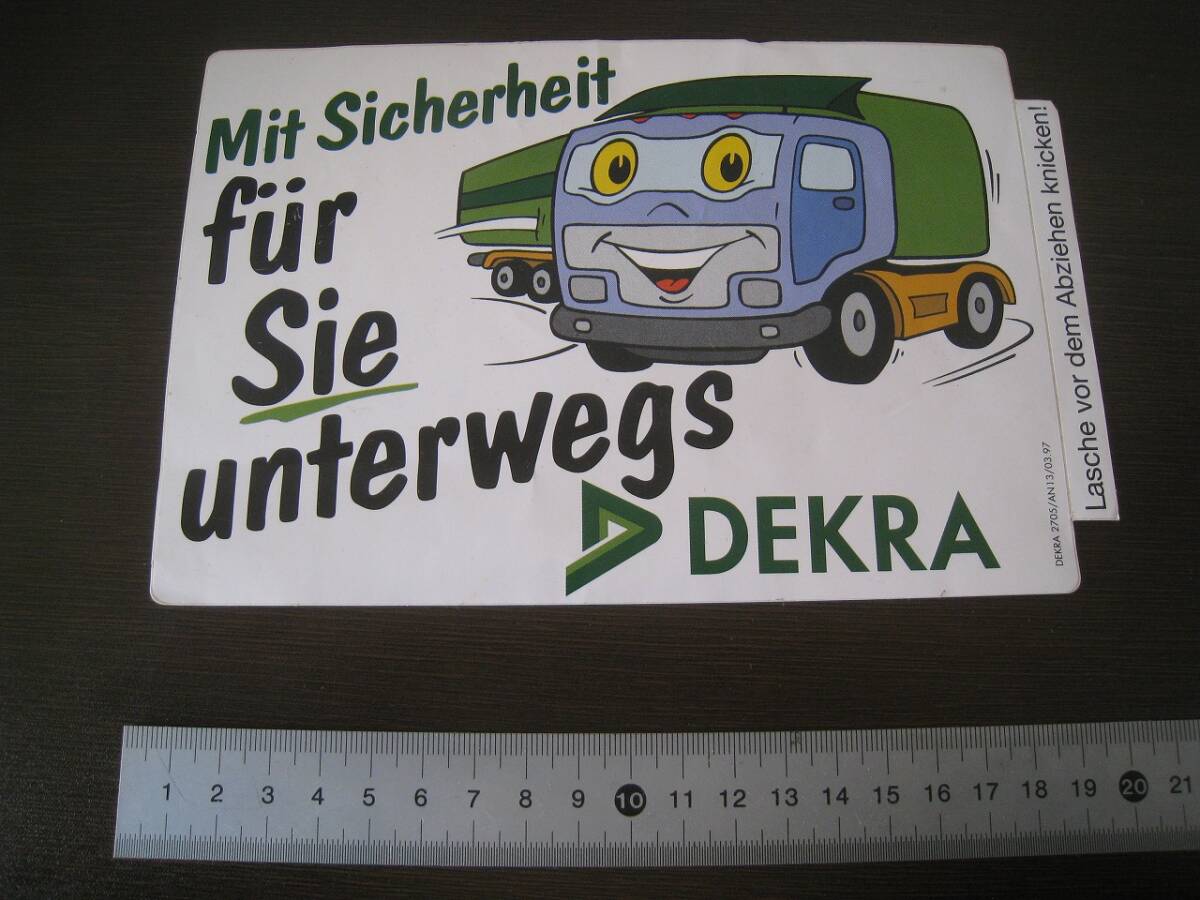 Mit Sicherheit
für
Sie
unterwegs
DEKRA
DEKRA 2705/AN13/03.97
Lasche vor dem Abziehen knicken!
1 2 3 4 5 6 7 8 9 10 11 12 13 14 15 16 17 18 19 20 21